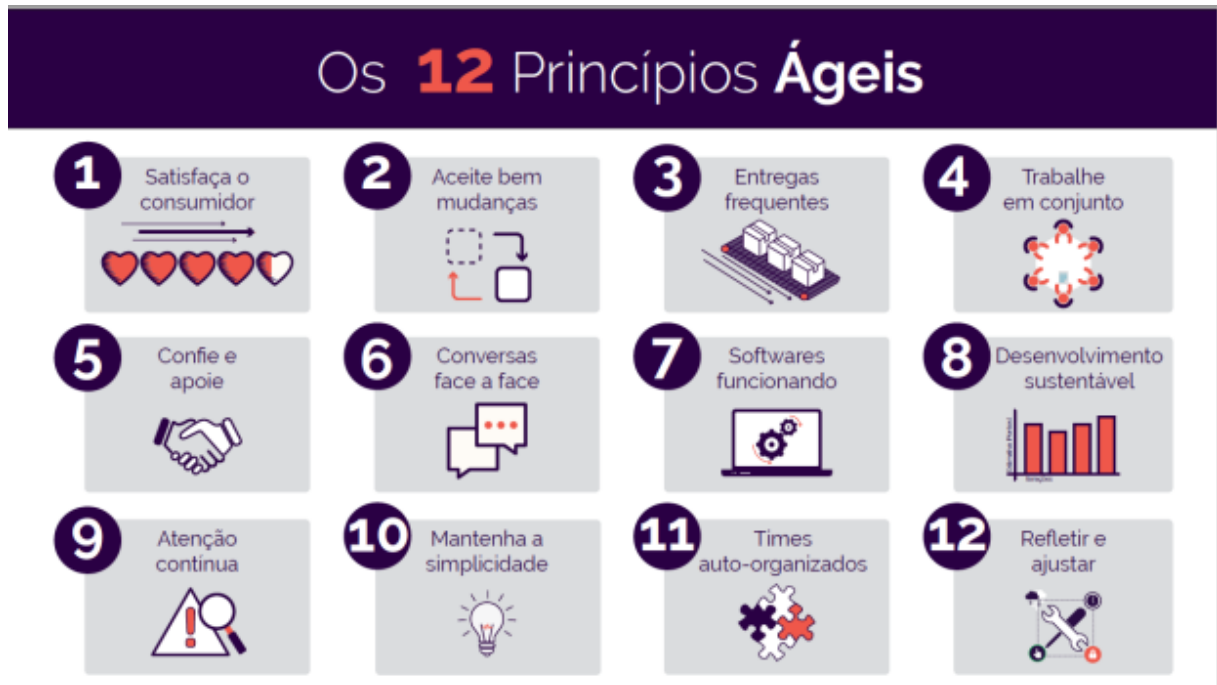 Os 12 Princípios Ágeis
1
Satisfaça o
consumidor
2
Aceite bem
mudanças
3
Entregas
frequentes
4
Trabalhe
em conjunto
5
Confie e
apoie
6
Conversas
face a face
7
Softwares
funcionando
8
Desenvolvimento
sustentável
Iterações
9
Atenção
contínua
10
Mantenha a
simplicidade
11
Times
auto-organizados
12
Refletir e
ajustar